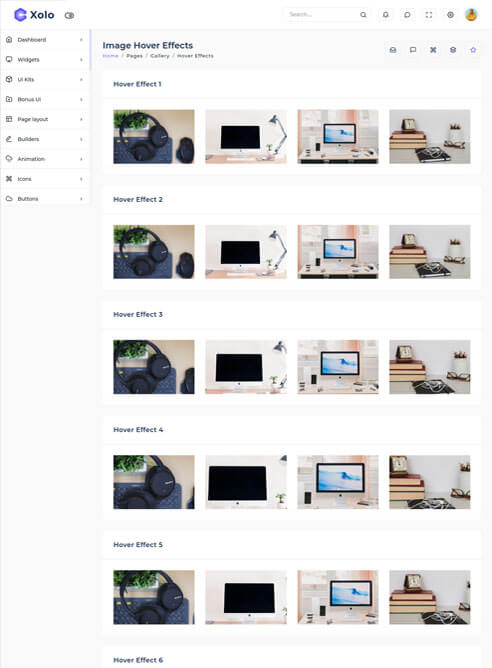 Xolo
Search...
Dashboard
Widgets
Ui Kits
Bonus Ui
Page layout
Builders
Animation
Icons
Buttons
Image Hover Effects
Home / Pages / Gallery / Hover Effects
Hover Effect 1
Hover Effect 2
Hover Effect 3
Hover Effect 4
Hover Effect 5
Hover Effect 6